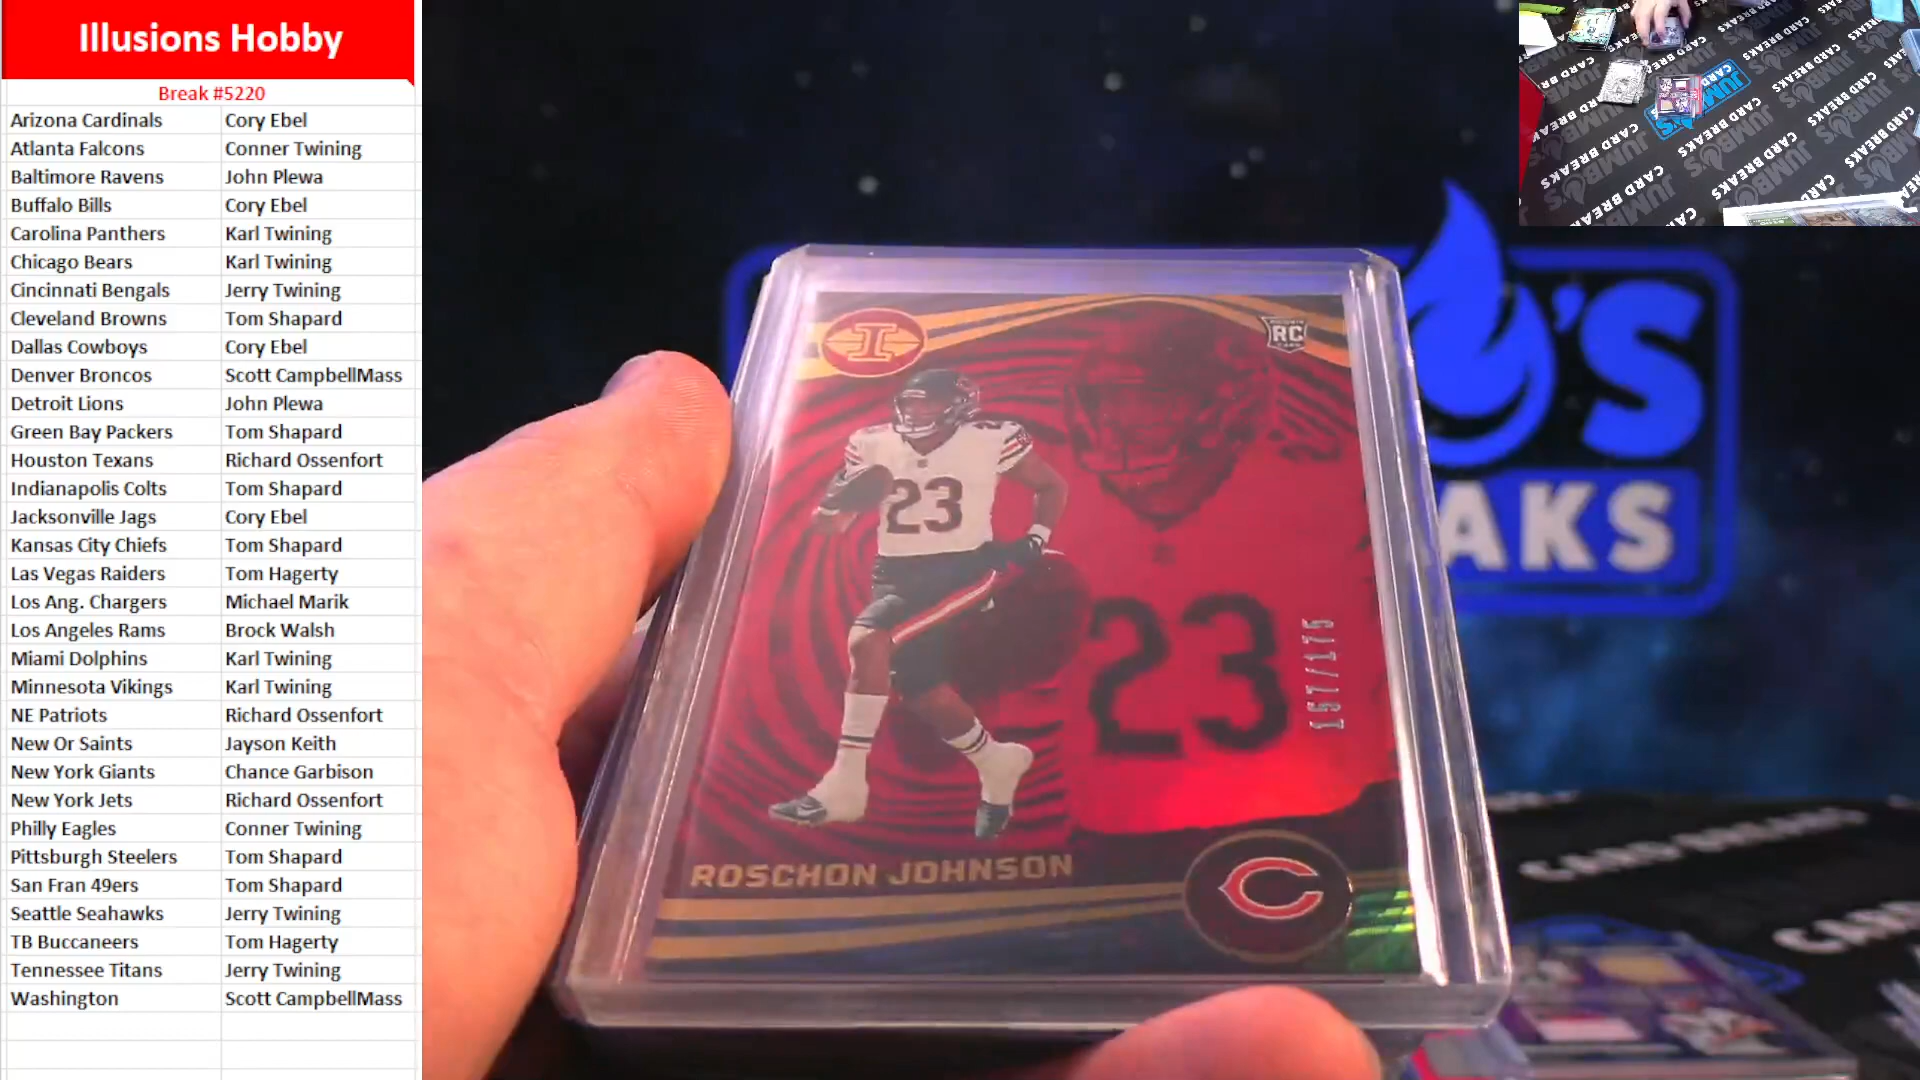 Illusions Hobby
Break #5220
Arizona Cardinals Cory Ebel
Atlanta Falcons Conner Twining
Baltimore Ravens John Plewa
Buffalo Bills Cory Ebel
Carolina Panthers Karl Twining
Chicago Bears Karl Twining
Cincinnati Bengals Jerry Twining
Cleveland Browns Tom Shapard
Dallas Cowboys Cory Ebel
Denver Broncos Scott CampbellMass
Detroit Lions John Plewa
Green Bay Packers Tom Shapard
Houston Texans Richard Ossenfort
Indianapolis Colts Tom Shapard
Jacksonville Jags Cory Ebel
Kansas City Chiefs Tom Shapard
Las Vegas Raiders Tom Hagerty
Los Ang. Chargers Michael Marik
Los Angeles Rams Brock Walsh
Miami Dolphins Karl Twining
Minnesota Vikings Karl Twining
NE Patriots Richard Ossenfort
New Or Saints Jayson Keith
New York Giants Chance Garbison
New York Jets Richard Ossenfort
Philly Eagles Conner Twining
Pittsburgh Steelers Tom Shapard
San Fran 49ers Tom Shapard
Seattle Seahawks Jerry Twining
TB Buccaneers Tom Hagerty
Tennessee Titans Jerry Twining
Washington Scott CampbellMass
I
RC
23
23
167/175
ROSCHON JOHNSON
C
'S
AKS
CARD BREAKS
CARD
JUMBO'S
CARD BREAKS